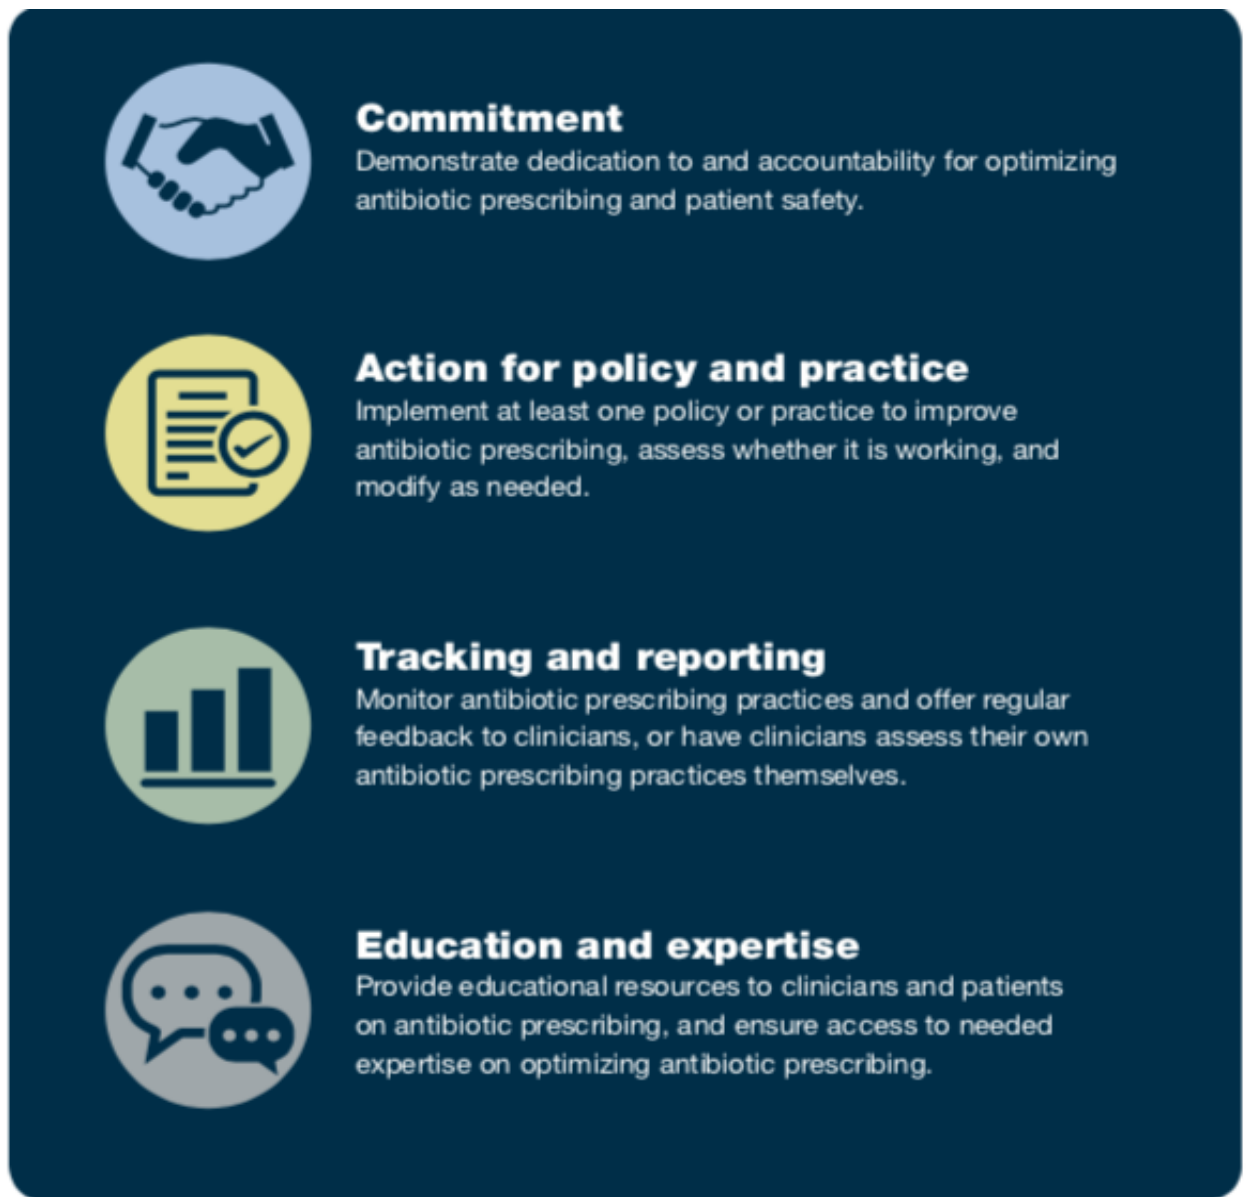 Commitment
Demonstrate dedication to and accountability for optimizing
antibiotic prescribing and patient safety.
Action for policy and practice
Implement at least one policy or practice to improve
antibiotic prescribing, assess whether it is working, and
modify as needed.
Tracking and reporting
Monitor antibiotic prescribing practices and offer regular
feedback to clinicians, or have clinicians assess their own
antibiotic prescribing practices themselves.
Education and expertise
Provide educational resources to clinicians and patients
on antibiotic prescribing, and ensure access to needed
expertise on optimizing antibiotic prescribing.